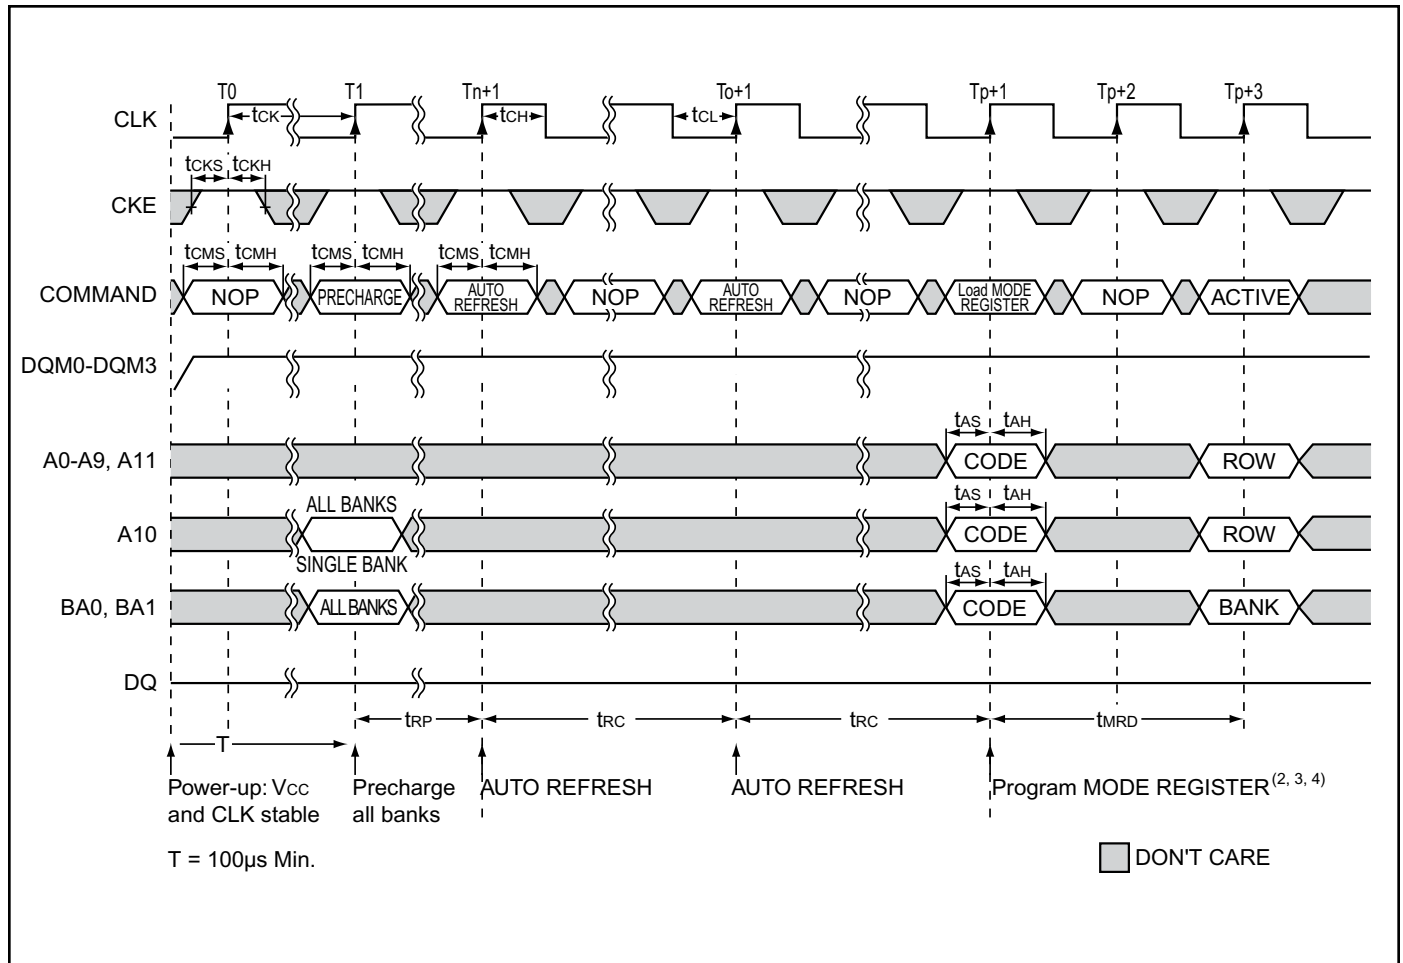 T0 T1 Tn+1 To+1 Tp+1 Tp+2 Tp+3
CLK tCK tCH tCL
tCKS tCKH
CKE
tCMS tCMH tCMS tCMH tCMS tCMH
COMMAND NOP PRECHARGE AUTO REFRESH NOP AUTO REFRESH NOP Load MODE REGISTER NOP ACTIVE
DQM0-DQM3
tAS tAH
A0-A9, A11 CODE ROW
ALL BANKS tAS tAH
A10 CODE ROW
SINGLE BANK tAS tAH
BA0, BA1 ALL BANKS CODE BANK
DQ
tRP tRC tRC tMRD
T
Power-up: VCC Precharge AUTO REFRESH AUTO REFRESH Program MODE REGISTER(2, 3, 4)
and CLK stable all banks
T = 100µs Min. DON'T CARE